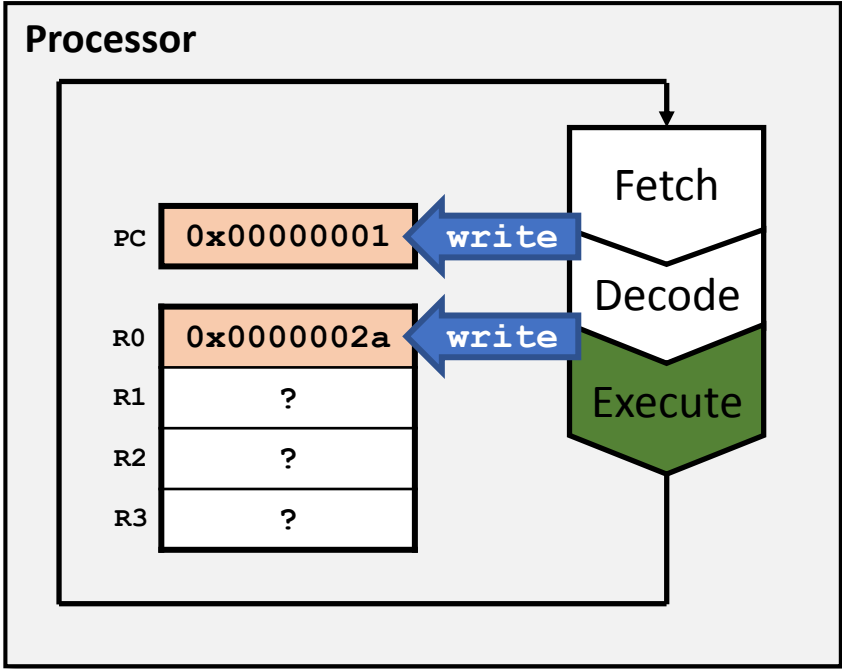 Processor
Fetch
PC 0x00000001 write
Decode
R0 0x0000002a write
R1 ?
Execute
R2 ?
R3 ?